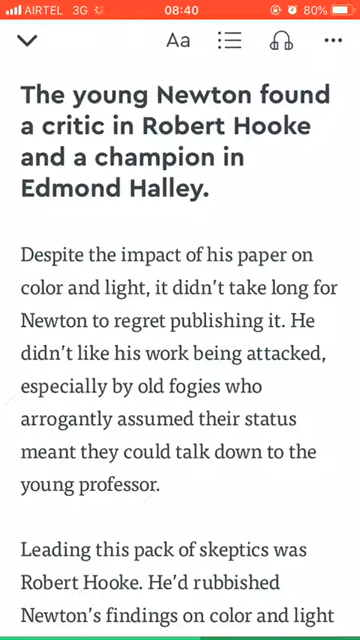 AIRTEL 3G 08:40 80%
Aa
The young Newton found
a critic in Robert Hooke
and a champion in
Edmond Halley.
Despite the impact of his paper on
color and light, it didn’t take long for
Newton to regret publishing it. He
didn’t like his work being attacked,
especially by old fogies who
arrogantly assumed their status
meant they could talk down to the
young professor.
Leading this pack of skeptics was
Robert Hooke. He’d rubbished
Newton’s findings on color and light